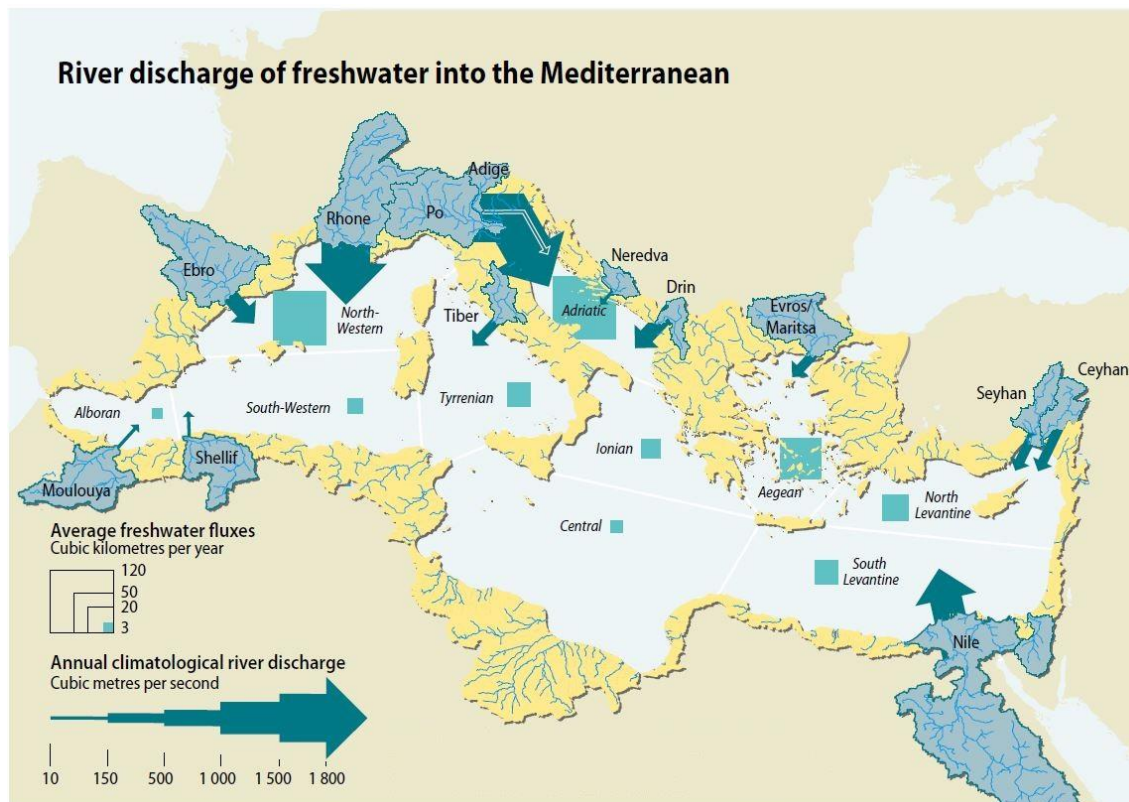 River discharge of freshwater into the Mediterranean
Adige
Rhone
Po
Ebro
Neredva
Drin
Evros/
Maritsa
Tiber
North-
Western
Adriatic
Ceyhan
Seyhan
Alboran
South-Western
Tyrrenian
Ionian
Aegean
North
Levantine
Shellif
Moulouya
Central
South
Levantine
Nile
Average freshwater fluxes
Cubic kilometres per year
120
50
20
3
Annual climatological river discharge
Cubic metres per second
10 150 500 1 000 1 500 1 800